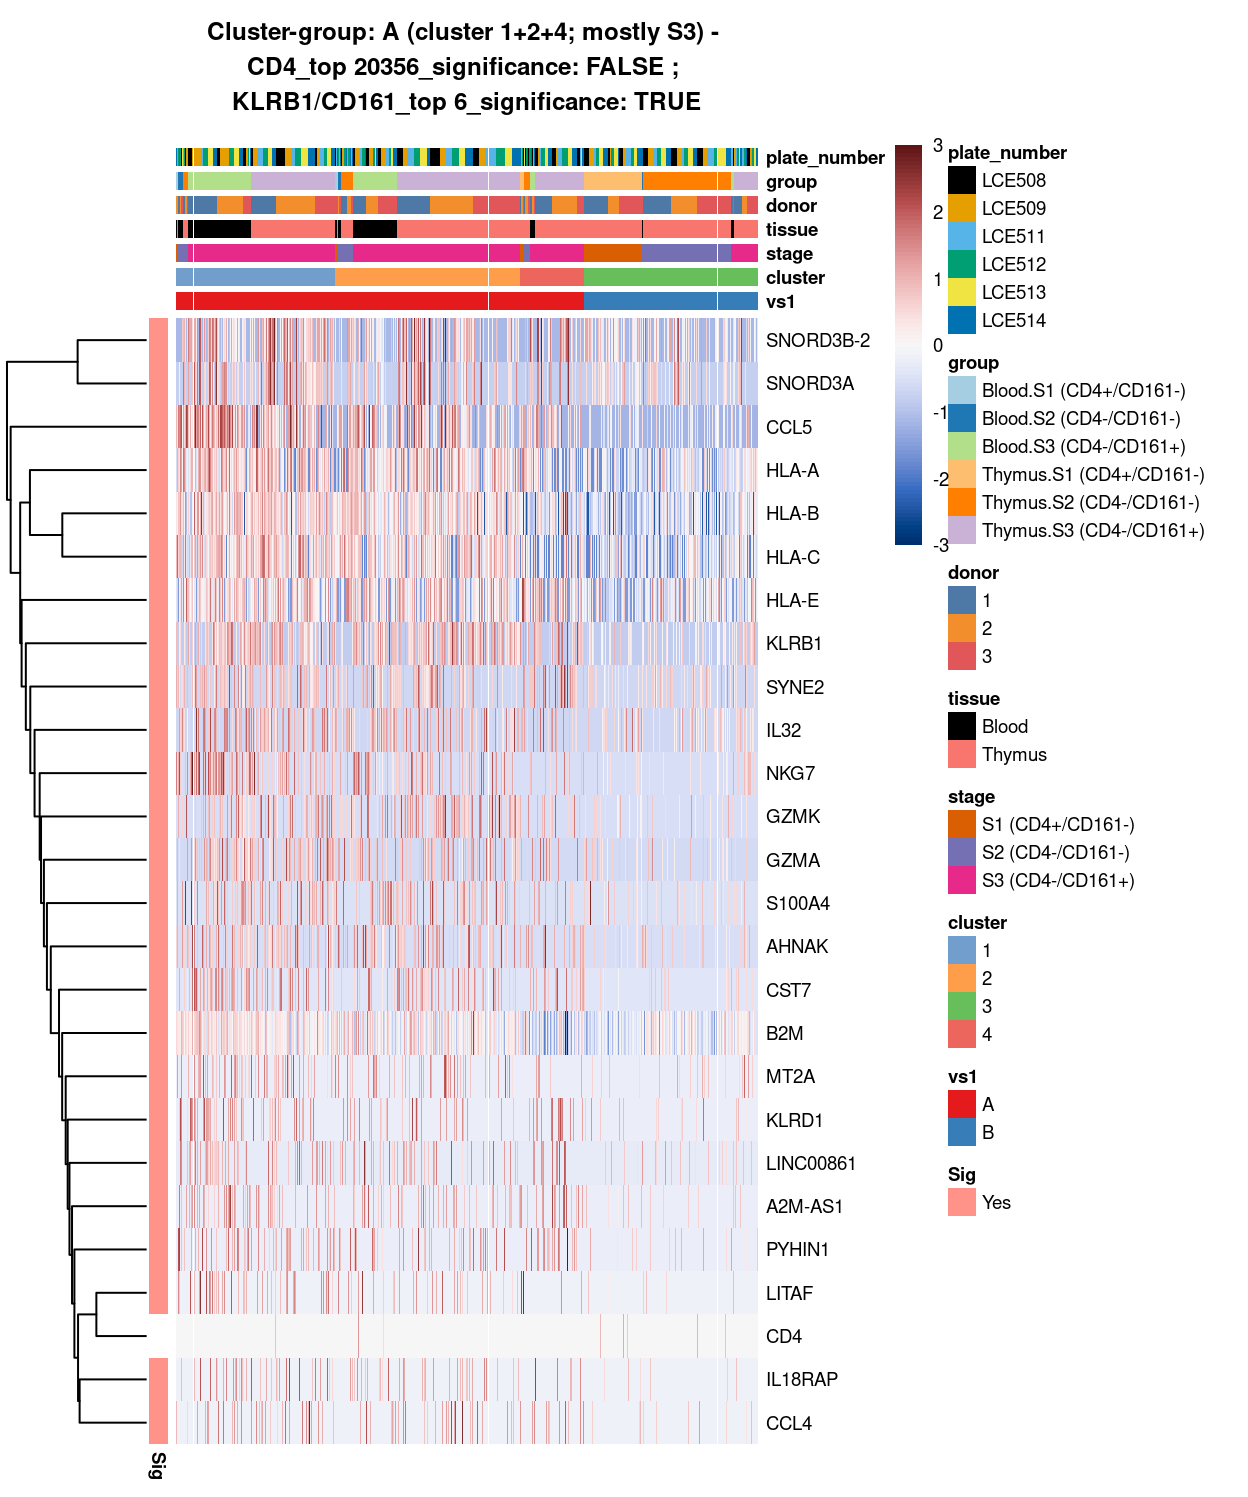 Cluster-group: A (cluster 1+2+4; mostly S3) -
CD4_top 20356_significance: FALSE ;
KLRB1/CD161_top 6_significance: TRUE
plate_number
group
donor
tissue
stage
cluster
vs1
SNORD3B-2
SNORD3A
CCL5
HLA-A
HLA-B
HLA-C
HLA-E
KLRB1
SYNE2
IL32
NKG7
GZMK
GZMA
S100A4
AHNAK
CST7
B2M
MT2A
KLRD1
LINC00861
A2M-AS1
PYHIN1
LITAF
CD4
IL18RAP
CCL4
Sig
3
2
1
0
-1
-2
-3
plate_number
LCE508
LCE509
LCE511
LCE512
LCE513
LCE514
group
Blood.S1 (CD4+/CD161-)
Blood.S2 (CD4-/CD161-)
Blood.S3 (CD4-/CD161+)
Thymus.S1 (CD4+/CD161-)
Thymus.S2 (CD4-/CD161-)
Thymus.S3 (CD4-/CD161+)
donor
1
2
3
tissue
Blood
Thymus
stage
S1 (CD4+/CD161-)
S2 (CD4-/CD161-)
S3 (CD4-/CD161+)
cluster
1
2
3
4
vs1
A
B
Sig
Yes